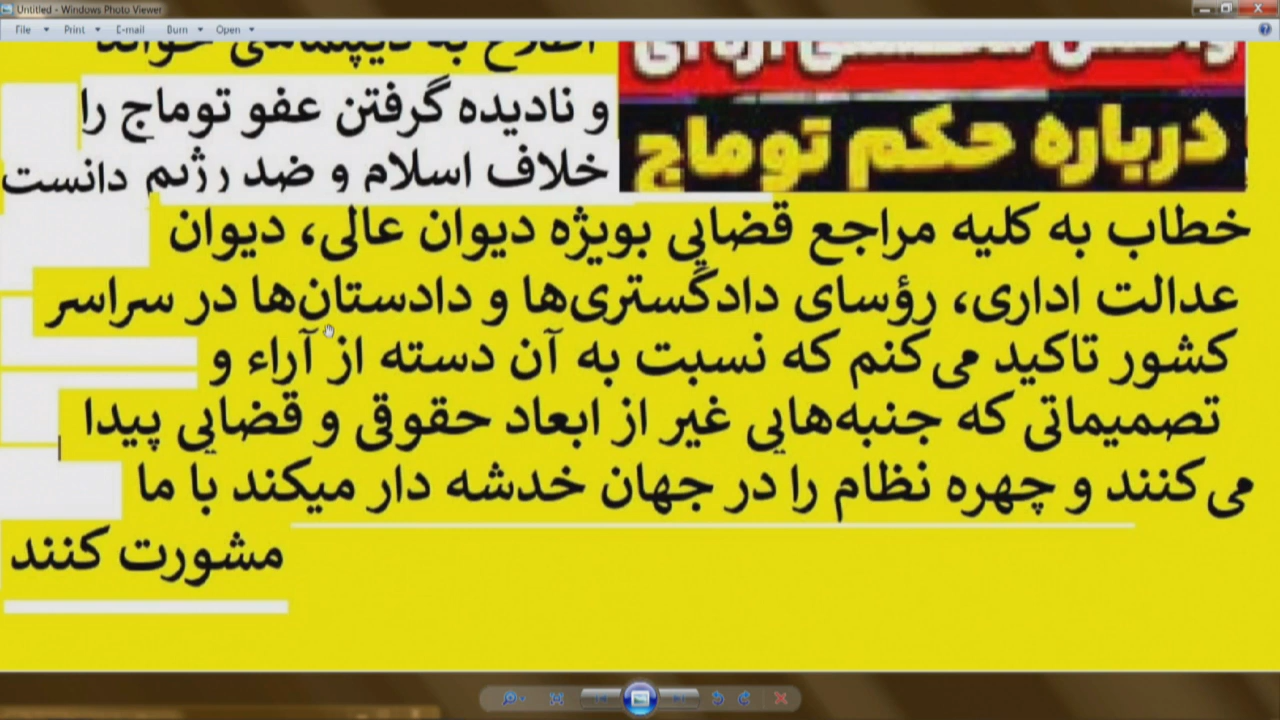 Untitled - Windows Photo Viewer
File Print E-mail Burn Open
به دیپلماسی خواند
و نادیده گرفتن عفو توماج را
خلاف اسلام و ضد رژیم دانست
درباره حکم توماج
خطاب به کلیه مراجع قضایی بویژه دیوان عالی، دیوان
عدالت اداری، رؤسای دادگستری‌ها و دادستان‌ها در سراسر
کشور تاکید می‌کنم که نسبت به آن دسته از آراء و
تصمیماتی که جنبه‌هایی غیر از ابعاد حقوقی و قضایی پیدا
می‌کنند و چهره نظام را در جهان خدشه دار میکند با ما
مشورت کنند